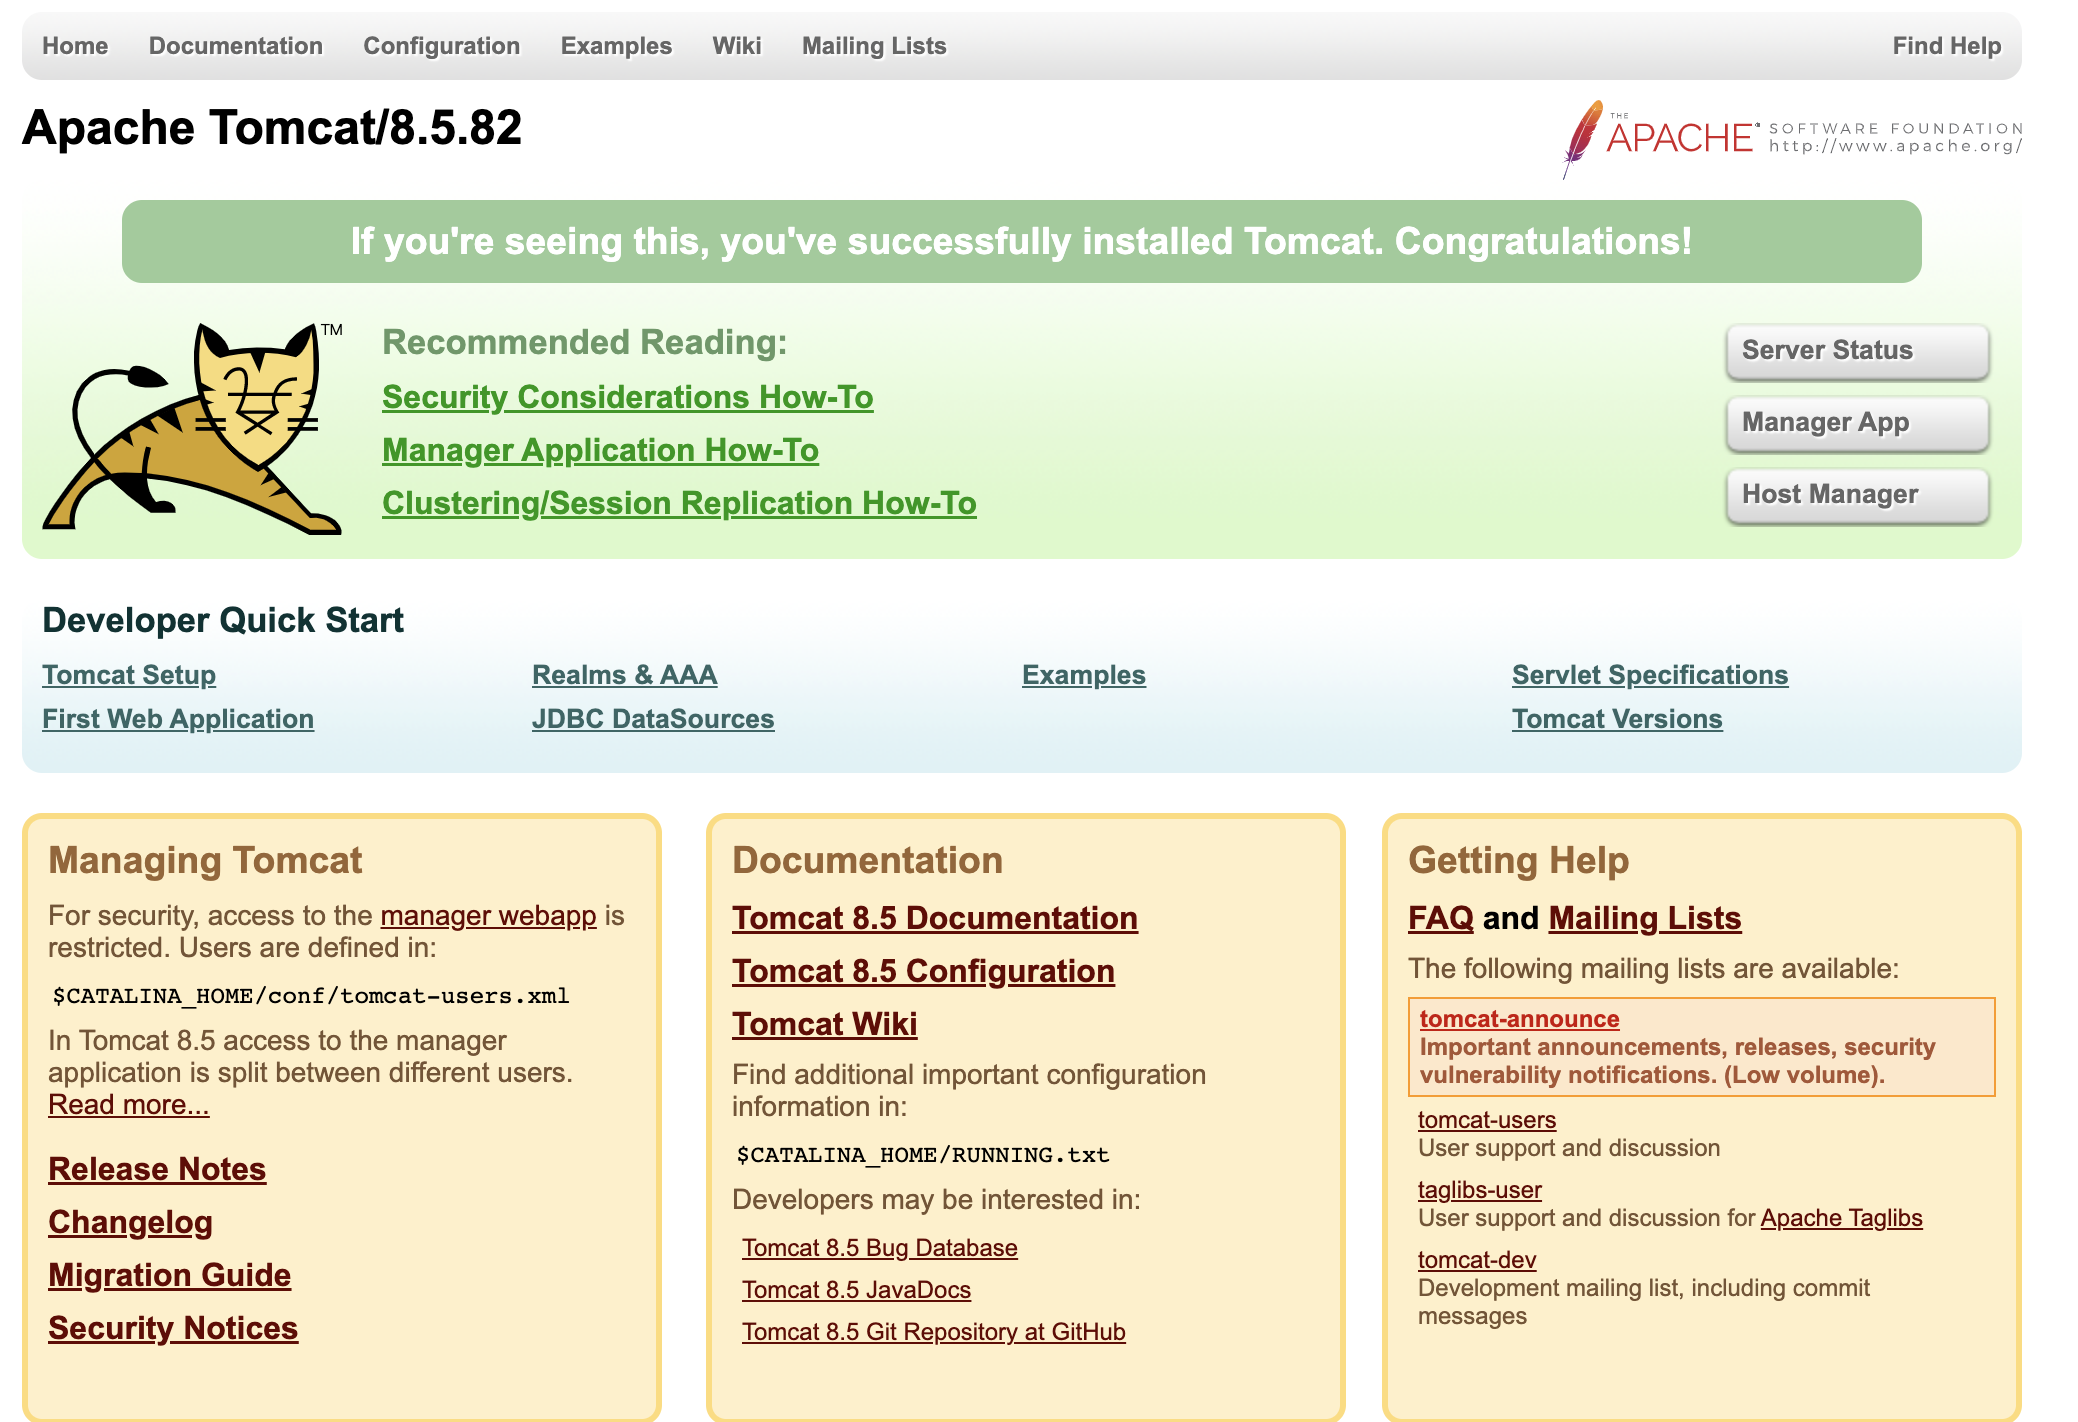 Home Documentation Configuration Examples Wiki Mailing Lists Find Help
Apache Tomcat/8.5.82
THE APACHE® SOFTWARE FOUNDATION
http://www.apache.org/
If you're seeing this, you've successfully installed Tomcat. Congratulations!
TM
Recommended Reading:
Security Considerations How-To
Manager Application How-To
Clustering/Session Replication How-To
Server Status
Manager App
Host Manager
Developer Quick Start
Tomcat Setup
First Web Application
Realms & AAA
JDBC DataSources
Examples
Servlet Specifications
Tomcat Versions
Managing Tomcat
For security, access to the manager webapp is
restricted. Users are defined in:
$CATALINA_HOME/conf/tomcat-users.xml
In Tomcat 8.5 access to the manager
application is split between different users.
Read more...
Release Notes
Changelog
Migration Guide
Security Notices
Documentation
Tomcat 8.5 Documentation
Tomcat 8.5 Configuration
Tomcat Wiki
Find additional important configuration
information in:
$CATALINA_HOME/RUNNING.txt
Developers may be interested in:
Tomcat 8.5 Bug Database
Tomcat 8.5 JavaDocs
Tomcat 8.5 Git Repository at GitHub
Getting Help
FAQ and Mailing Lists
The following mailing lists are available:
tomcat-announce
Important announcements, releases, security
vulnerability notifications. (Low volume).
tomcat-users
User support and discussion
taglibs-user
User support and discussion for Apache Taglibs
tomcat-dev
Development mailing list, including commit
messages